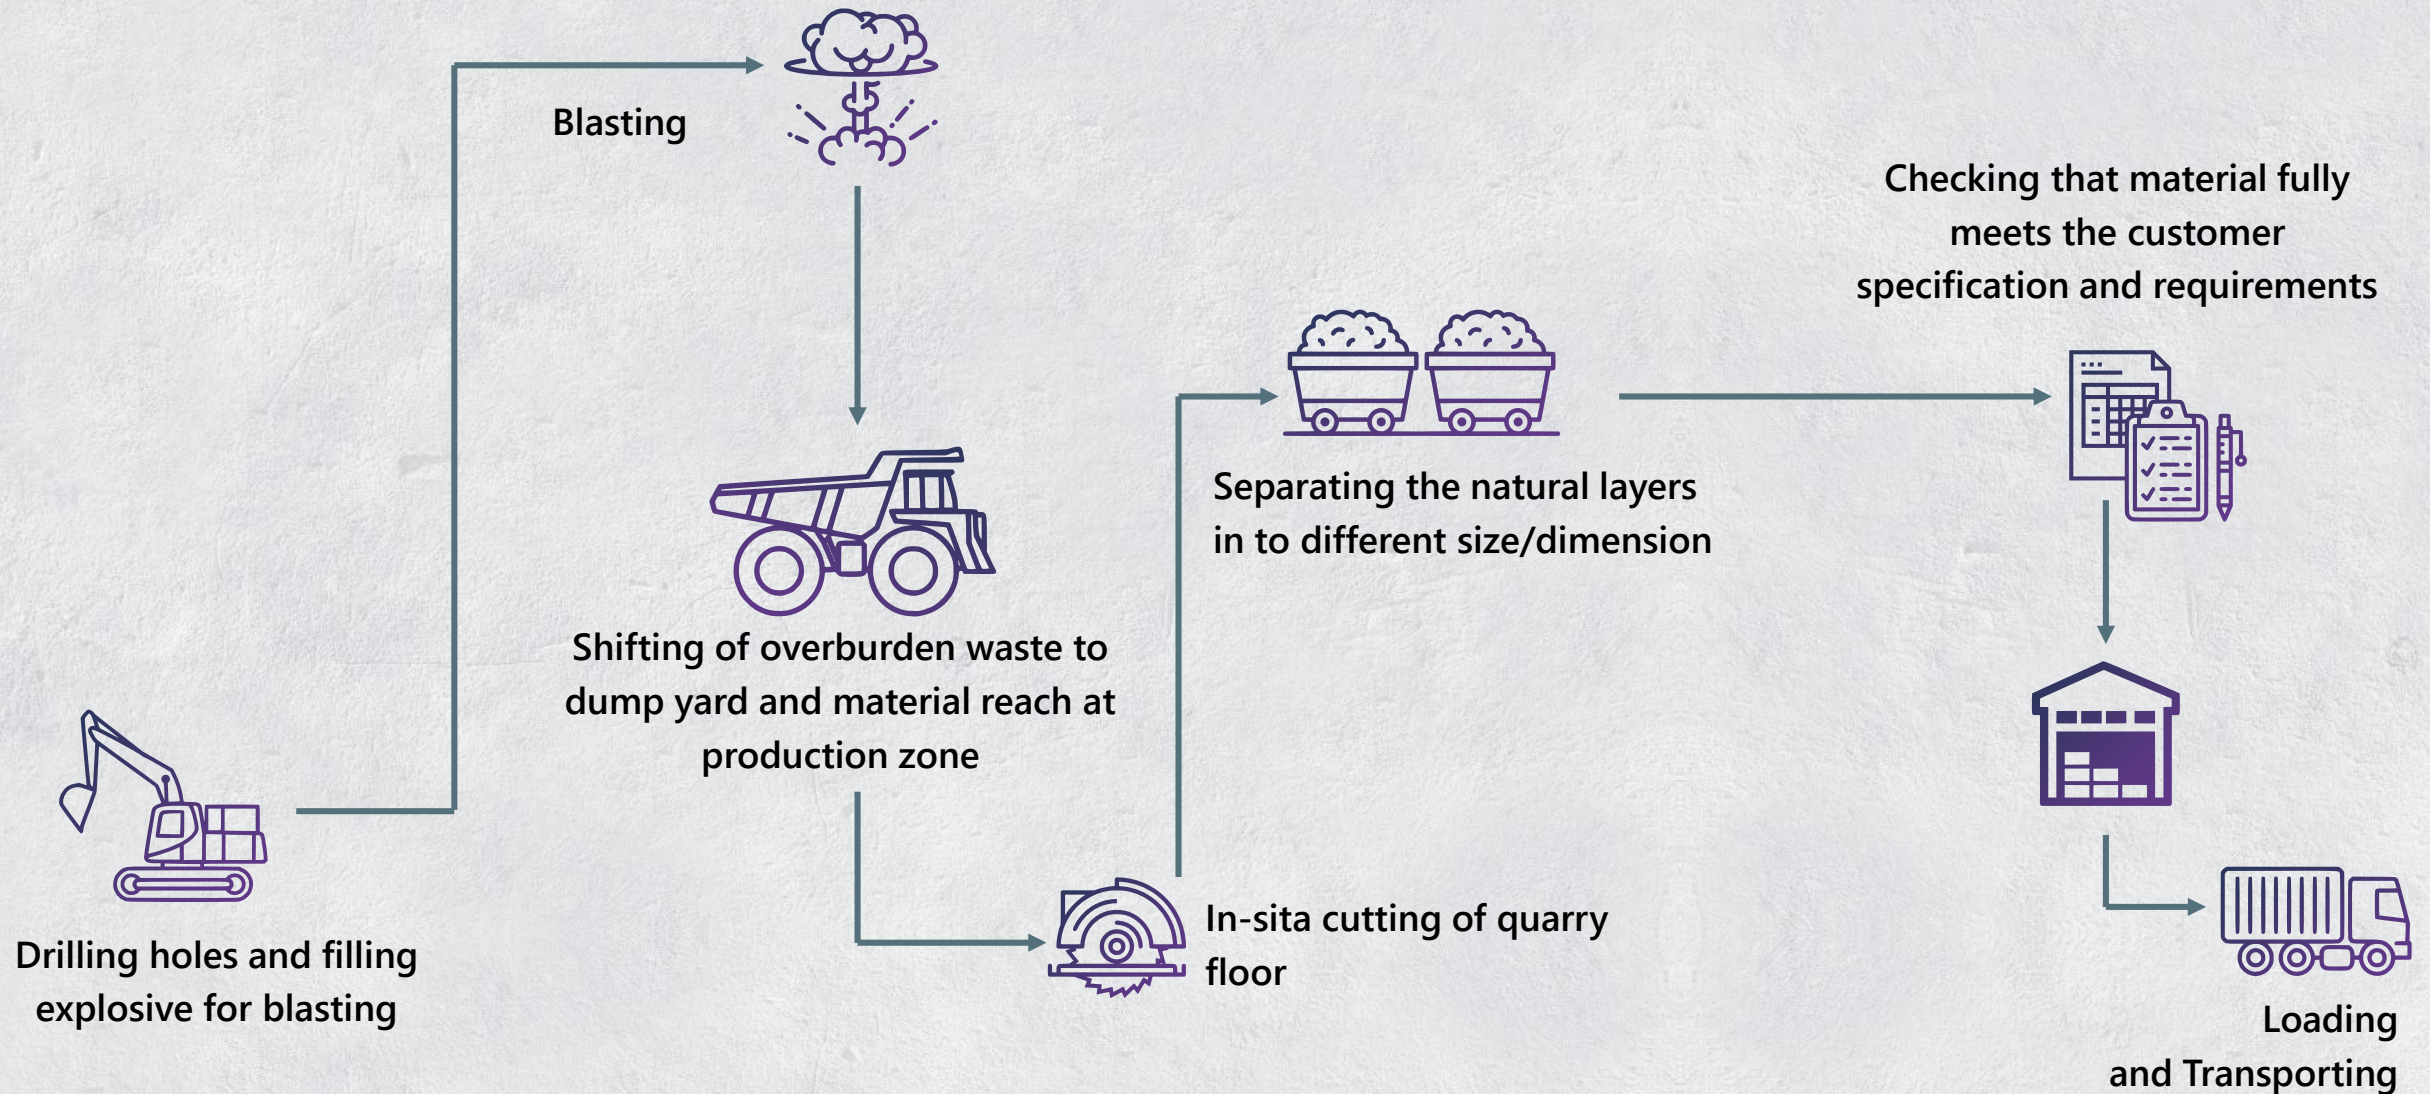 Blasting
Drilling holes and filling
explosive for blasting
Shifting of overburden waste to
dump yard and material reach at
production zone
In-sita cutting of quarry
floor
Separating the natural layers
in to different size/dimension
Checking that material fully
meets the customer
specification and requirements
Loading
and Transporting